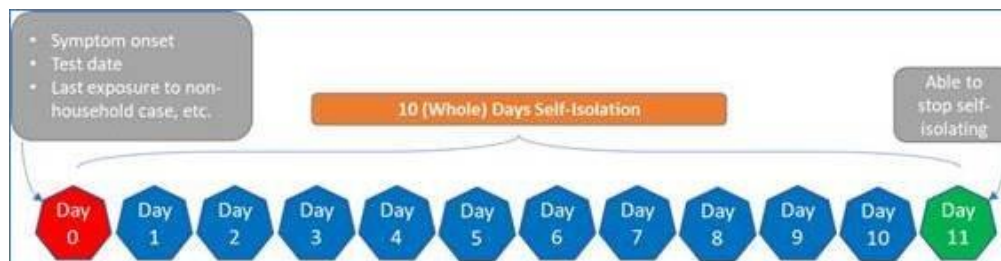 • Symptom onset
• Test date
• Last exposure to non-
household case, etc.
10 (Whole) Days Self-Isolation
Able to
stop self-
isolating
Day
0
Day
1
Day
2
Day
3
Day
4
Day
5
Day
6
Day
7
Day
8
Day
9
Day
10
Day
11